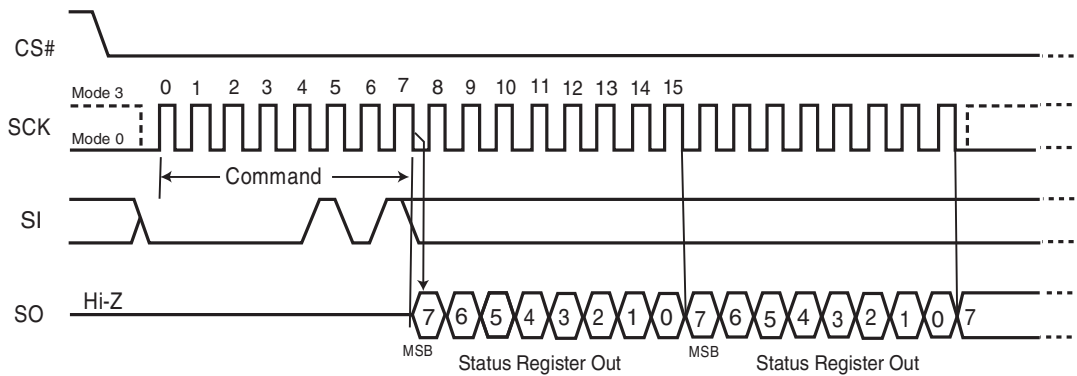 CS#
Mode 3
0 1 2 3 4 5 6 7 8 9 10 11 12 13 14 15
SCK
Mode 0
Command
SI
Hi-Z
SO
7 6 5 4 3 2 1 0 7 6 5 4 3 2 1 0 7
MSB
MSB
Status Register Out
Status Register Out